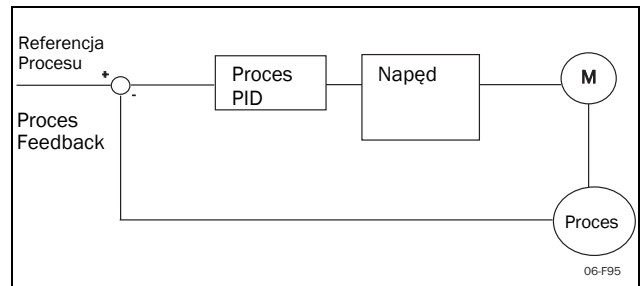 Referencja
Procesu
+
-
Proces
Feedback
Proces
PID
Napęd
M
Proces
06-F95